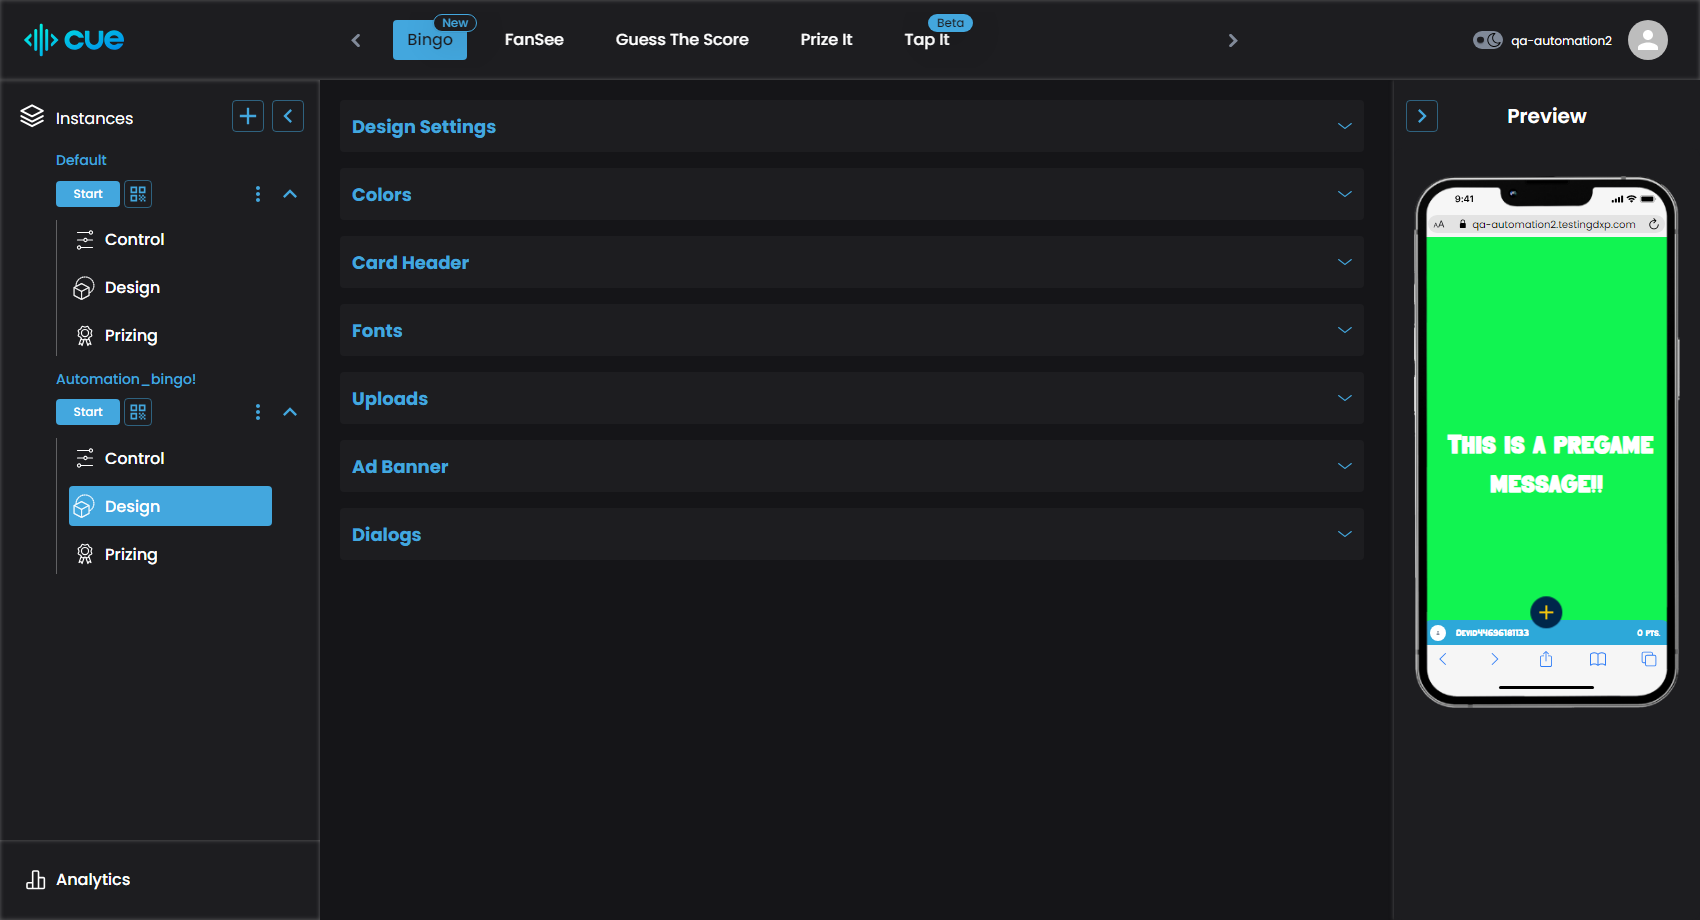 cue
Bingo
New
FanSee
Guess The Score
Prize It
Tap It
Beta
qa-automation2
Instances
Default
Start
Control
Design
Prizing
Automation_bingo!
Start
Control
Design
Prizing
Analytics
Design Settings
Colors
Card Header
Fonts
Uploads
Ad Banner
Dialogs
Preview
9:41
AA qa-automation2.testingdxp.com
This is a pregame
message!!
Devid44696181133 0 pts.